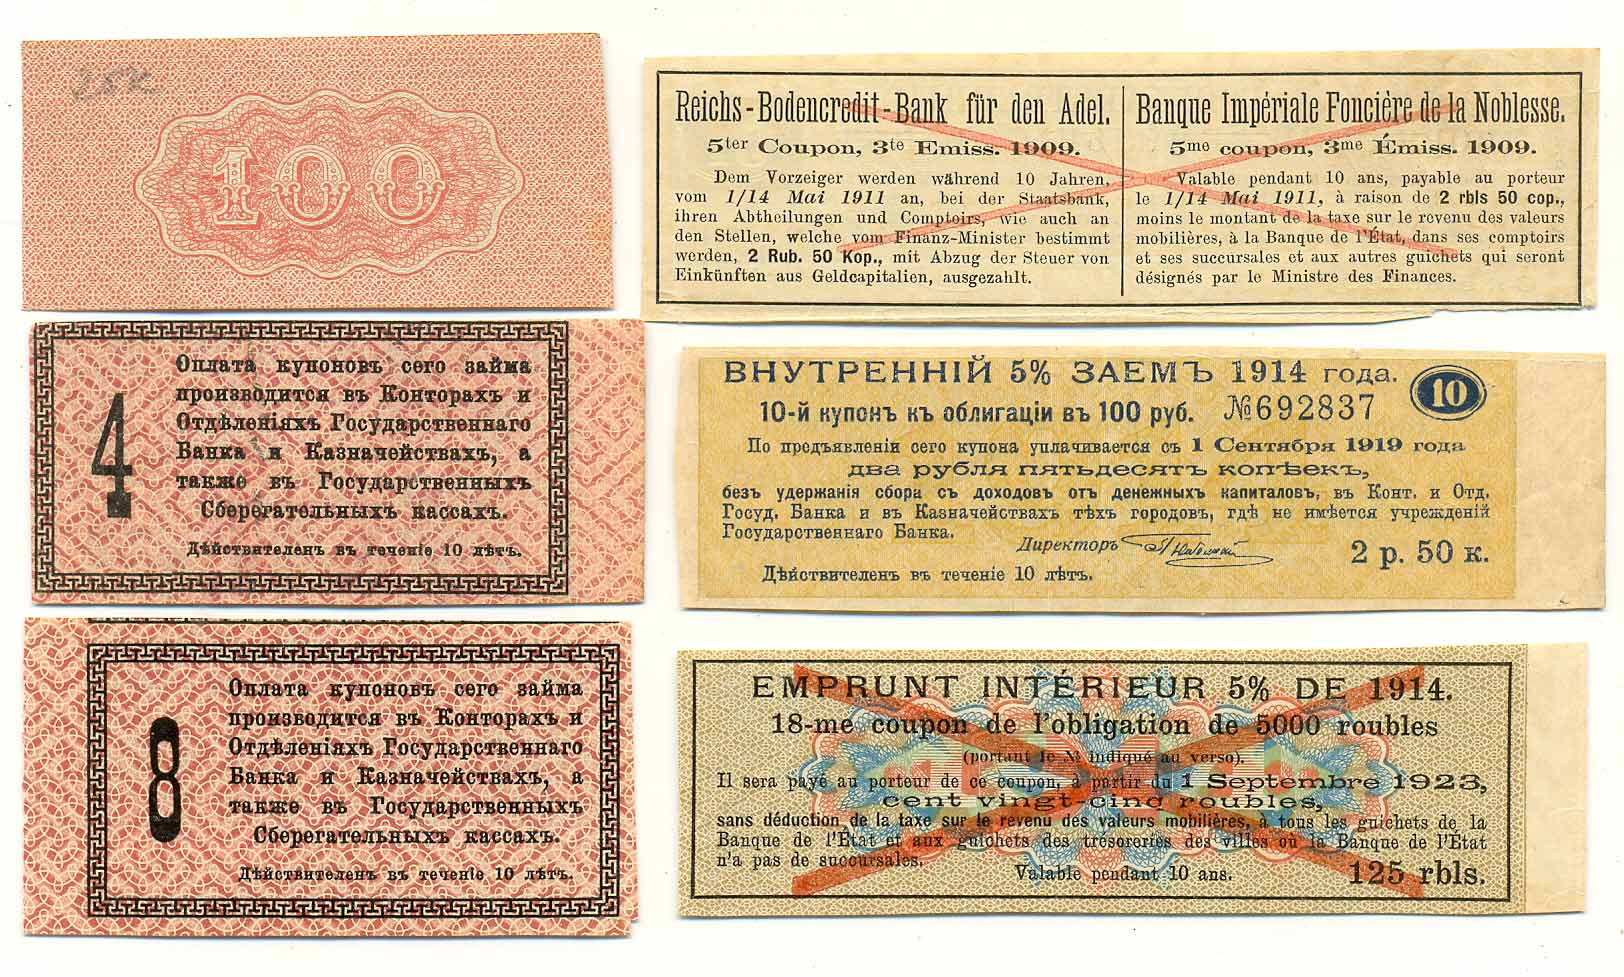 25к
100
4
Оплата купоновъ сего займа
производится въ Конторахъ и
Отдѣленіяхъ Государственнаго
Банка и Казначействахъ, а
также въ Государственныхъ
Сберегательныхъ кассахъ.
Дѣйствителенъ въ теченіе 10 лѣтъ.
8
Оплата купоновъ сего займа
производится въ Конторахъ и
Отдѣленіяхъ Государственнаго
Банка и Казначействахъ, а
также въ Государственныхъ
Сберегательныхъ кассахъ.
Дѣйствителенъ въ теченіе 10 лѣтъ.
Reichs-Bodencredit-Bank für den Adel.
5ter Coupon, 3te Emiss. 1909.
Dem Vorzeiger werden während 10 Jahren,
vom 1/14 Mai 1911 an, bei der Staatsbank,
ihren Abtheilungen und Comptoirs, wie auch an
den Stellen, welche vom Finanz-Minister bestimmt
werden, 2 Rub. 50 Kop., mit Abzug der Steuer von
Einkünften aus Geldcapitalien, ausgezahlt.
Banque Impériale Foncière de la Noblesse.
5me coupon, 3me Émiss. 1909.
Valable pendant 10 ans, payable au porteur
le 1/14 Mai 1911, à raison de 2 rbls 50 cop.,
moins le montant de la taxe sur le revenu des valeurs
mobilières, à la Banque de l'État, dans ses comptoirs
et ses succursales et aux autres guichets qui seront
désignés par le Ministre des Finances.
ВНУТРЕННІЙ 5% ЗАЕМЪ 1914 года.
10
10-й купонъ къ облигаціи въ 100 руб. №692837
По предъявленіи сего купона уплачивается съ 1 Сентября 1919 года
два рубля пятьдесятъ копѣекъ,
безъ удержанія сбора съ доходовъ отъ денежныхъ капиталовъ, въ Конт. и Отд.
Госуд. Банка и въ Казначействахъ тѣхъ городовъ, гдѣ не имѣется учрежденій
Государственнаго Банка.
Директоръ
2 р. 50 к.
Дѣйствителенъ въ теченіе 10 лѣтъ.
EMPRUNT INTÉRIEUR 5% DE 1914.
18-me coupon de l'obligation de 5000 roubles
(portant le № indiqué au verso).
Il sera payé au porteur de ce coupon, à partir du 1 Septembre 1923,
cent vingt-cinq roubles,
sans déduction de la taxe sur le revenu des valeurs mobilières, à tous les guichets de la
Banque de l'État et aux guichets des trésoreries des villes où la Banque de l'État
n'a pas de succursales.
Valable pendant 10 ans.
125 rbls.